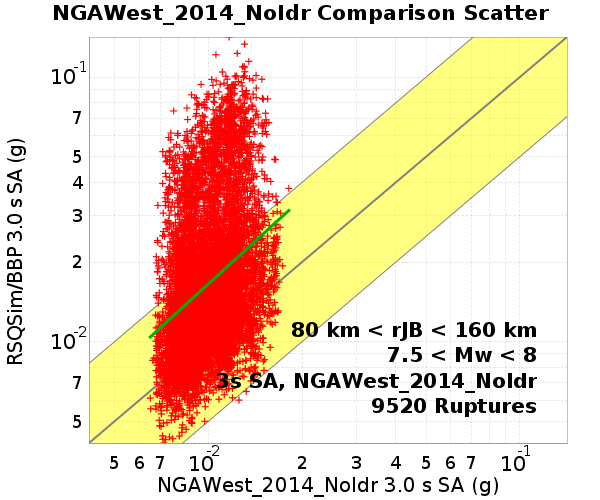 NGAWest_2014_NoIdr Comparison Scatter
RSQSim/BBP 3.0 s SA (g)
10-1
7
5
4
3
2
10-2
7
5
80 km < rJB < 160 km
7.5 < Mw < 8
3s SA, NGAWest_2014_NoIdr
9520 Ruptures
5 6 7 10-2 2 3 4 5 6 7 10-1
NGAWest_2014_NoIdr 3.0 s SA (g)